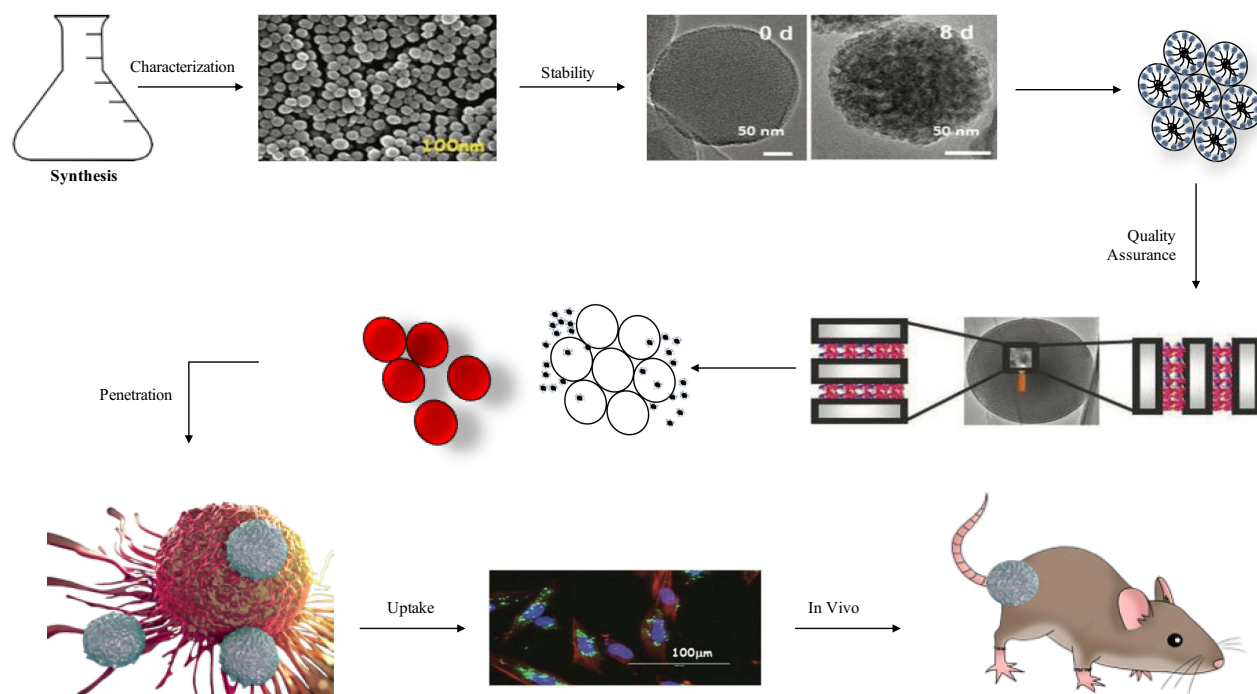 Characterization
100nm
Synthesis
Stability
0 d
50 nm
8 d
50 nm
Quality
Assurance
Penetration
Uptake
100µm
In Vivo